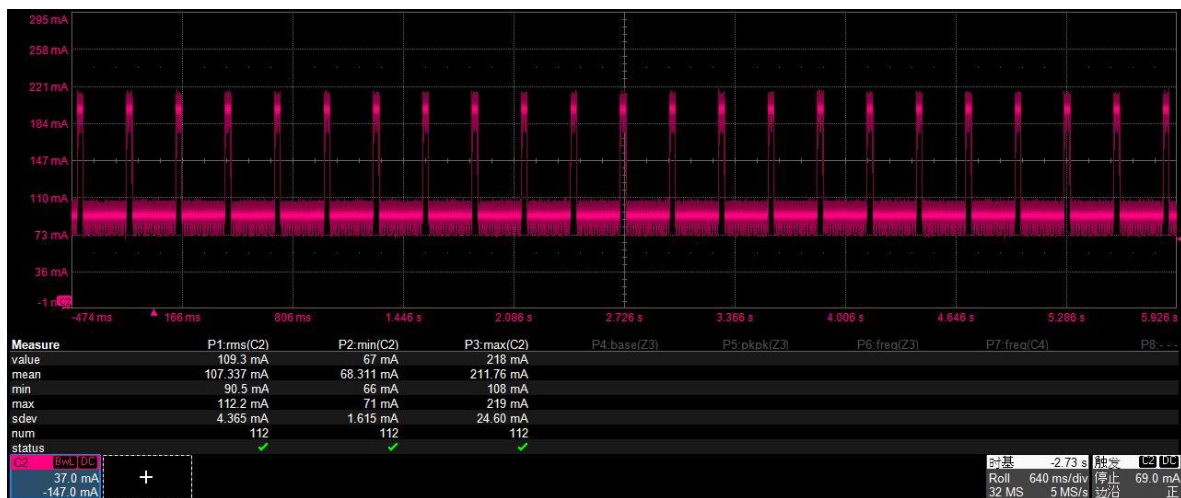 295 mA
258 mA
221 mA
184 mA
147 mA
110 mA
73 mA
36 mA
-1 m C2
-474 ms 166 ms 806 ms 1.446 s 2.086 s 2.726 s 3.366 s 4.006 s 4.646 s 5.286 s 5.926 s
Measure P1:rms(C2) P2:min(C2) P3:max(C2) P4:base(Z3) P5:pkpk(Z3) P6:freq(Z3) P7:freq(C4) P8:- - -
value 109.3 mA 67 mA 218 mA
mean 107.337 mA 68.311 mA 211.76 mA
min 90.5 mA 66 mA 108 mA
max 112.2 mA 71 mA 219 mA
sdev 4.365 mA 1.615 mA 24.60 mA
num 112 112 112
status
C2 BwL DC 时基 -2.73 s 触发 C2 DC
37.0 mA + Roll 640 ms/div 停止 69.0 mA
-147.0 mA 32 MS 5 MS/s 边沿 正